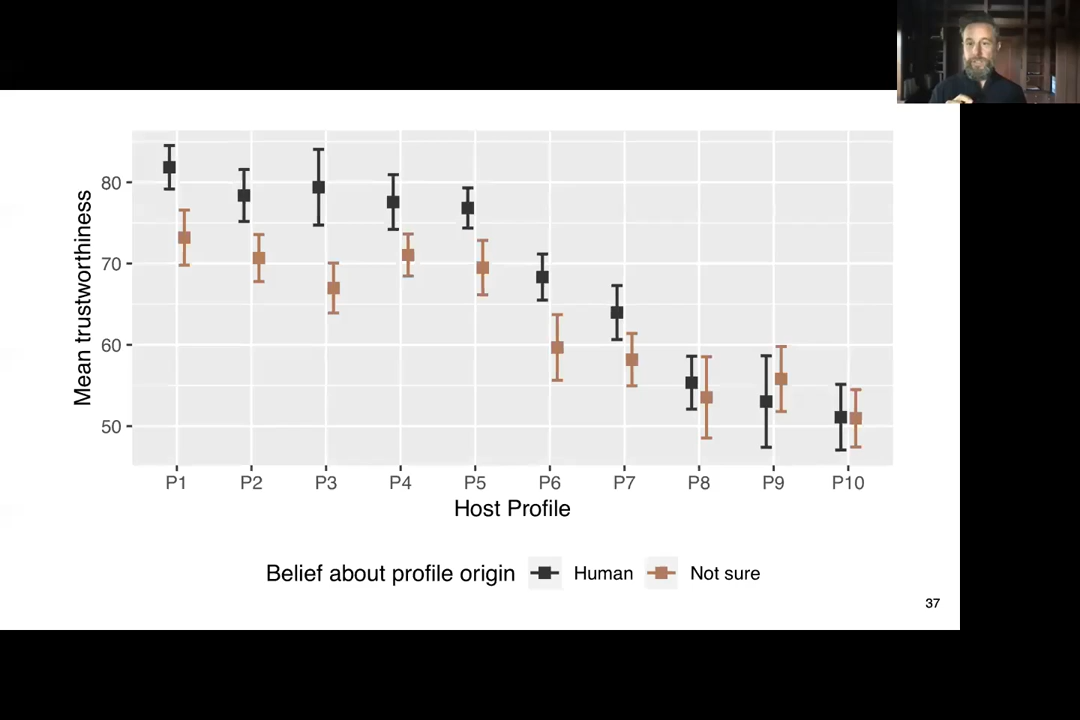 80
70
60
50
Mean trustworthiness
P1 P2 P3 P4 P5 P6 P7 P8 P9 P10
Host Profile
Belief about profile origin Human Not sure
37